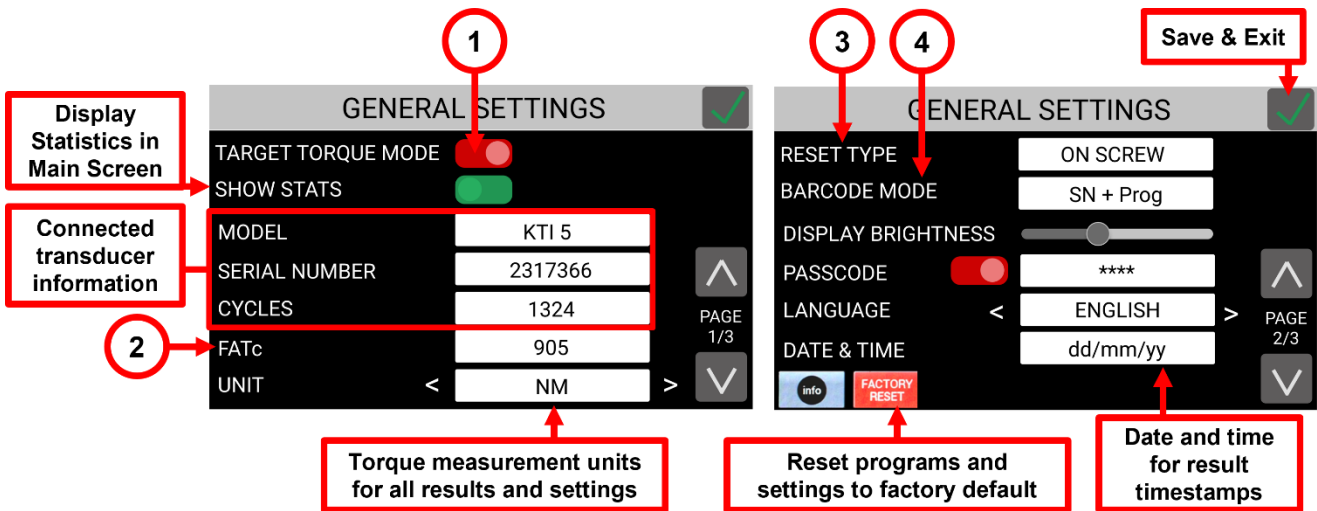 1
3
4
Save & Exit
Display
Statistics in
Main Screen
Connected
transducer
information
2
GENERAL SETTINGS
TARGET TORQUE MODE
SHOW STATS
MODEL KTI 5
SERIAL NUMBER 2317366
CYCLES 1324
FATc 905
UNIT < NM >
PAGE
1/3
GENERAL SETTINGS
RESET TYPE ON SCREW
BARCODE MODE SN + Prog
DISPLAY BRIGHTNESS
PASSCODE ****
LANGUAGE < ENGLISH >
DATE & TIME dd/mm/yy
info FACTORY
RESET
PAGE
2/3
Torque measurement units
for all results and settings
Reset programs and
settings to factory default
Date and time
for result
timestamps